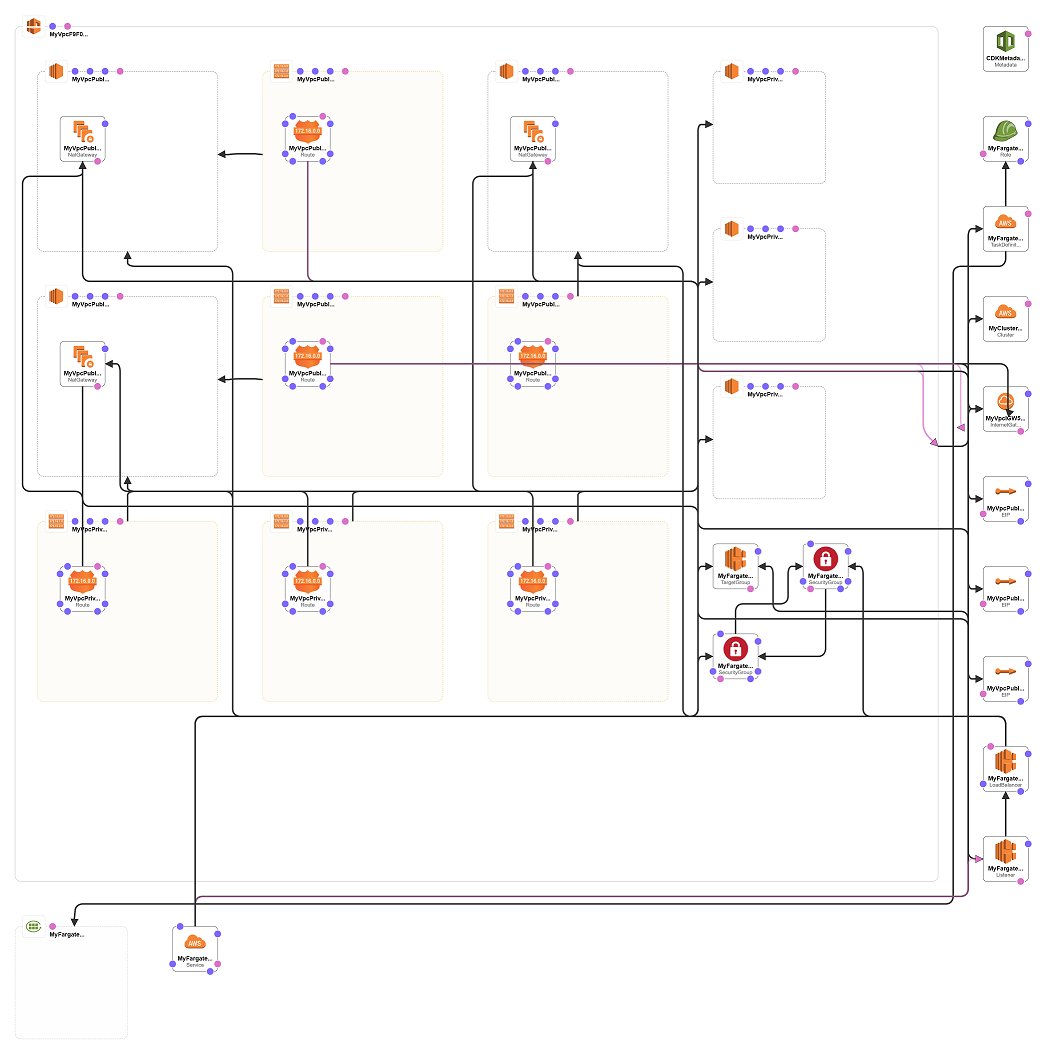 MyVpcF9F0...
CDKMetada...
Metadata
MyVpcPubl...
MyVpcPubl...
MyVpcPubl...
MyVpcPriv...
MyVpcPubl...
NatGateway
172.16.0.0
MyVpcPubl...
Route
MyVpcPubl...
NatGateway
MyFargate...
Role
MyVpcPriv...
AWS
MyFargate...
TaskDefinit...
MyVpcPubl...
MyVpcPubl...
MyVpcPubl...
AWS
MyCluster...
Cluster
MyVpcPubl...
NatGateway
172.16.0.0
MyVpcPubl...
Route
172.16.0.0
MyVpcPubl...
Route
MyVpcPriv...
MyVpcIGW5...
InternetGat...
MyVpcPriv...
MyVpcPriv...
MyVpcPriv...
MyVpcPubl...
EIP
172.16.0.0
MyVpcPriv...
Route
172.16.0.0
MyVpcPriv...
Route
172.16.0.0
MyVpcPriv...
Route
MyFargate...
TargetGroup
MyFargate...
SecurityGroup
MyVpcPubl...
EIP
MyFargate...
SecurityGroup
MyVpcPubl...
EIP
MyFargate...
LoadBalancer
MyFargate...
Listener
MyFargate...
AWS
MyFargate...
Service